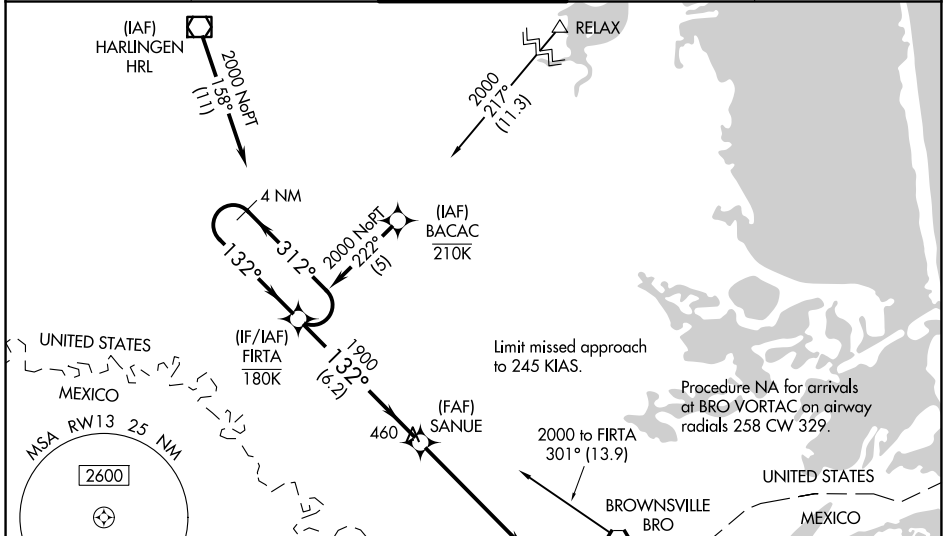 (IAF)
HARLINGEN
HRL
2000 NoPT
158°
(11)
RELAX
2000
217°
(11.3)
4 NM
312°
132°
2000 NoPT
222°
(5)
(IAF)
BACAC
210K
(IF/IAF)
FIRTA
180K
1900
132°
(6.2)
UNITED STATES
MEXICO
Limit missed approach
to 245 KIAS.
Procedure NA for arrivals
at BRO VORTAC on airway
radials 258 CW 329.
(FAF)
SANUE
460
MSA RW13 25 NM
2600
2000 to FIRTA
301° (13.9)
BROWNSVILLE
BRO
UNITED STATES
MEXICO